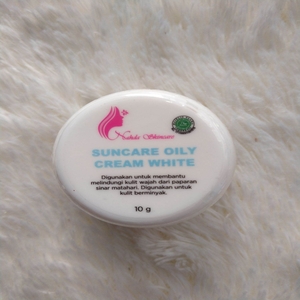 Skincare
SUNCARE OILY
CREAM WHITE
Digunakan untuk membantu
melindungi kulit wajah dari paparan
sinar matahari. Digunakan untuk
kulit berminyak.
10 g